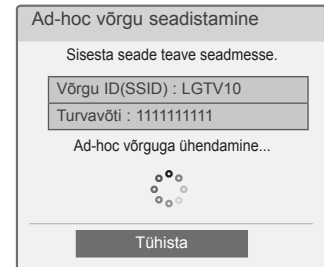 Ad-hoc võrgu seadistamine
Sisesta seade teave seadmesse.
Võrgu ID(SSID) : LGTV10
Turvavõti : 1111111111
Ad-hoc võrguga ühendamine...
Tühista